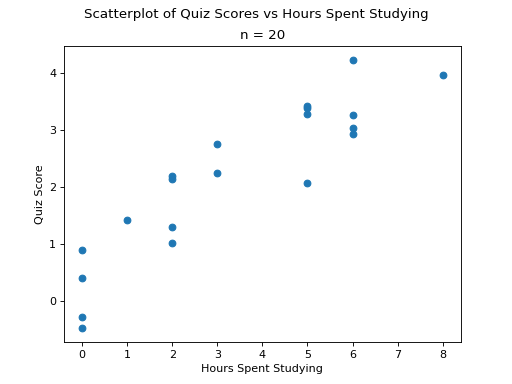 Scatterplot of Quiz Scores vs Hours Spent Studying
n = 20
4
3
2
1
0
Quiz Score
0 1 2 3 4 5 6 7 8
Hours Spent Studying